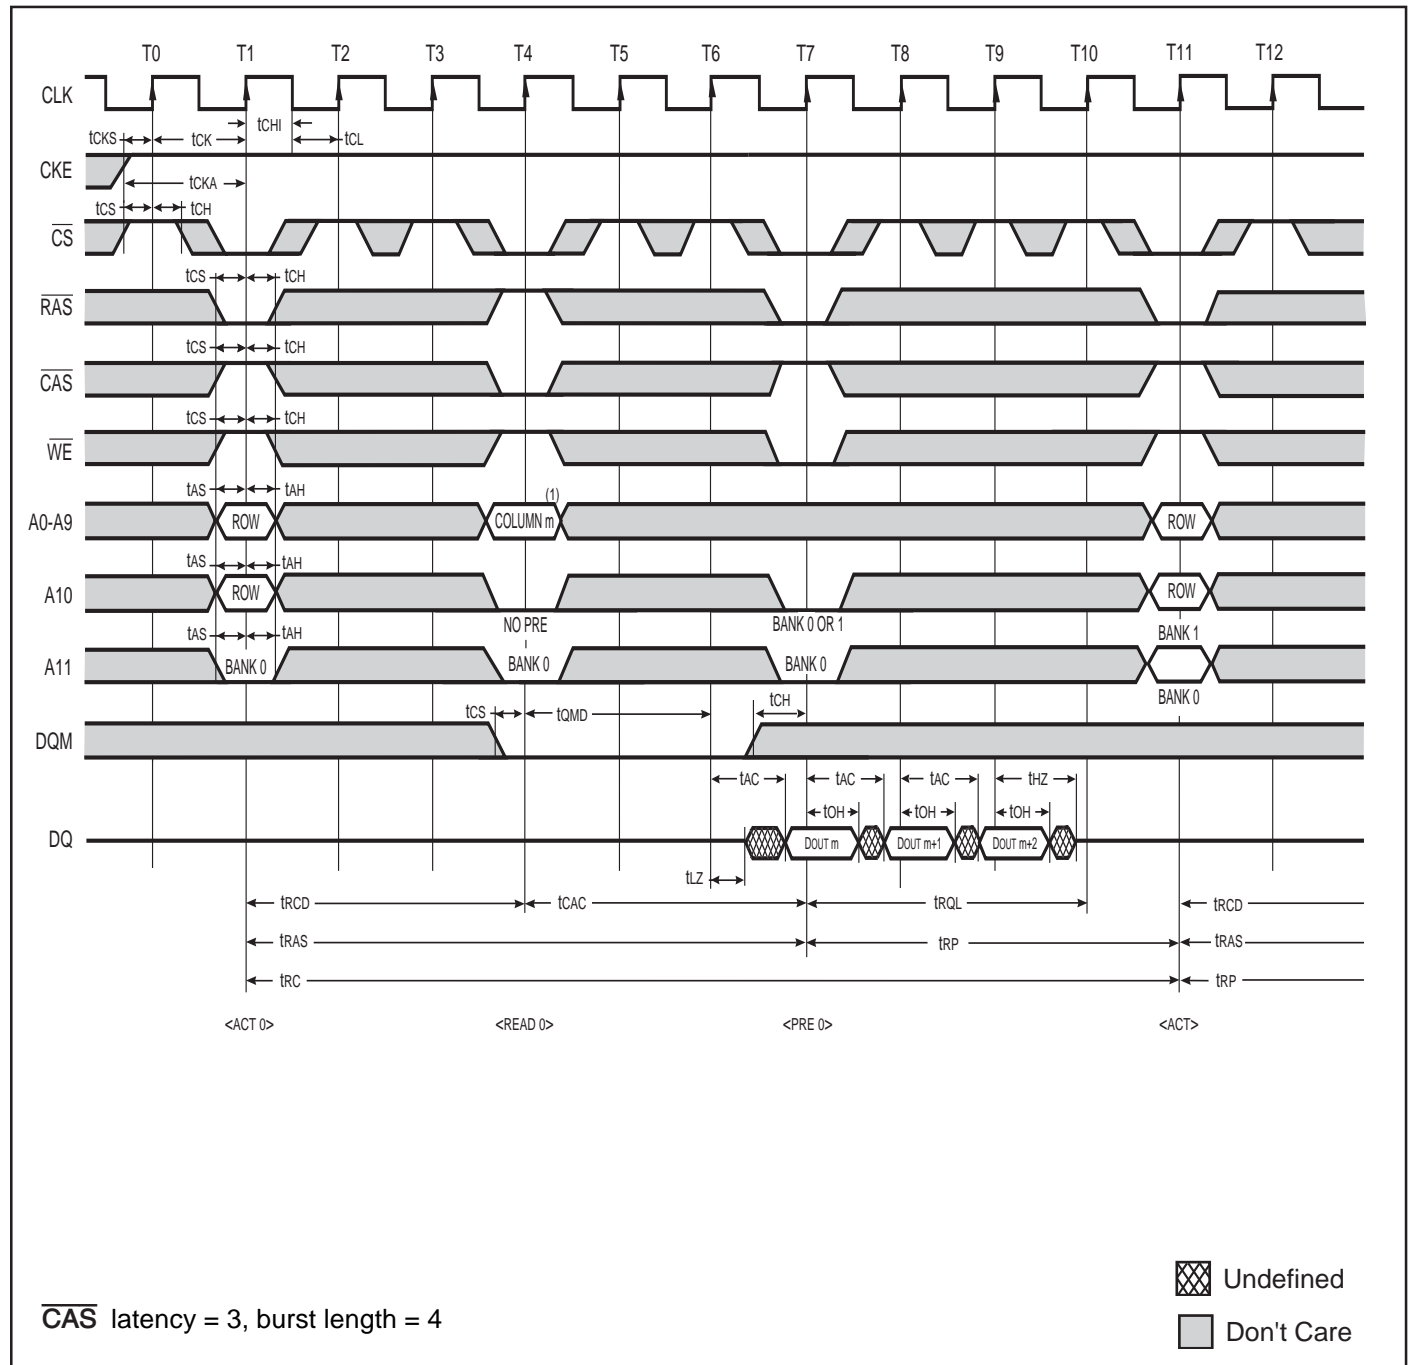 T0 T1 T2 T3 T4 T5 T6 T7 T8 T9 T10 T11 T12
CLK
tCHI
tCKS tCK tCL
CKE
tCKA
tCS tCH
CS
tCS tCH
RAS
tCS tCH
CAS
tCS tCH
WE
tAS tAH (1)
A0-A9 ROW COLUMN m ROW
tAS tAH
A10 ROW ROW
NO PRE BANK 0 OR 1 BANK 1
tAS tAH
A11 BANK 0 BANK 0 BANK 0
BANK 0
tCH
tCS tQMD
DQM
tAC tAC tAC tHZ
tOH tOH tOH
DQ DOUT m DOUT m+1 DOUT m+2
tLZ
tRCD tCAC tRQL tRCD
tRAS tRP tRAS
tRC tRP
<ACT 0> <READ 0> <PRE 0> <ACT>
Undefined
CAS latency = 3, burst length = 4
Don't Care